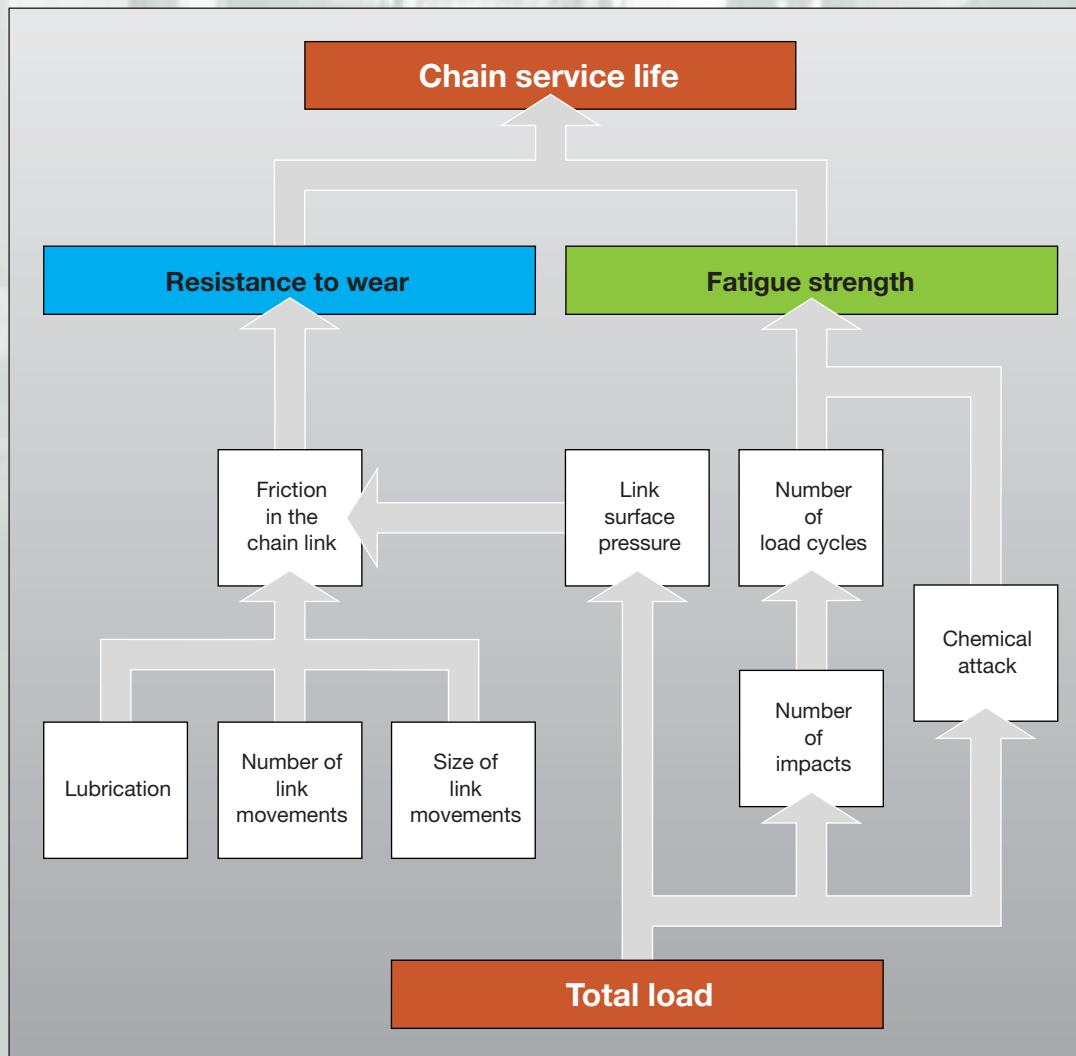 Chain service life
Resistance to wear
Fatigue strength
Friction
in the
chain link
Link
surface
pressure
Number
of
load cycles
Chemical
attack
Lubrication
Number of
link
movements
Size of
link
movements
Number
of
impacts
Total load